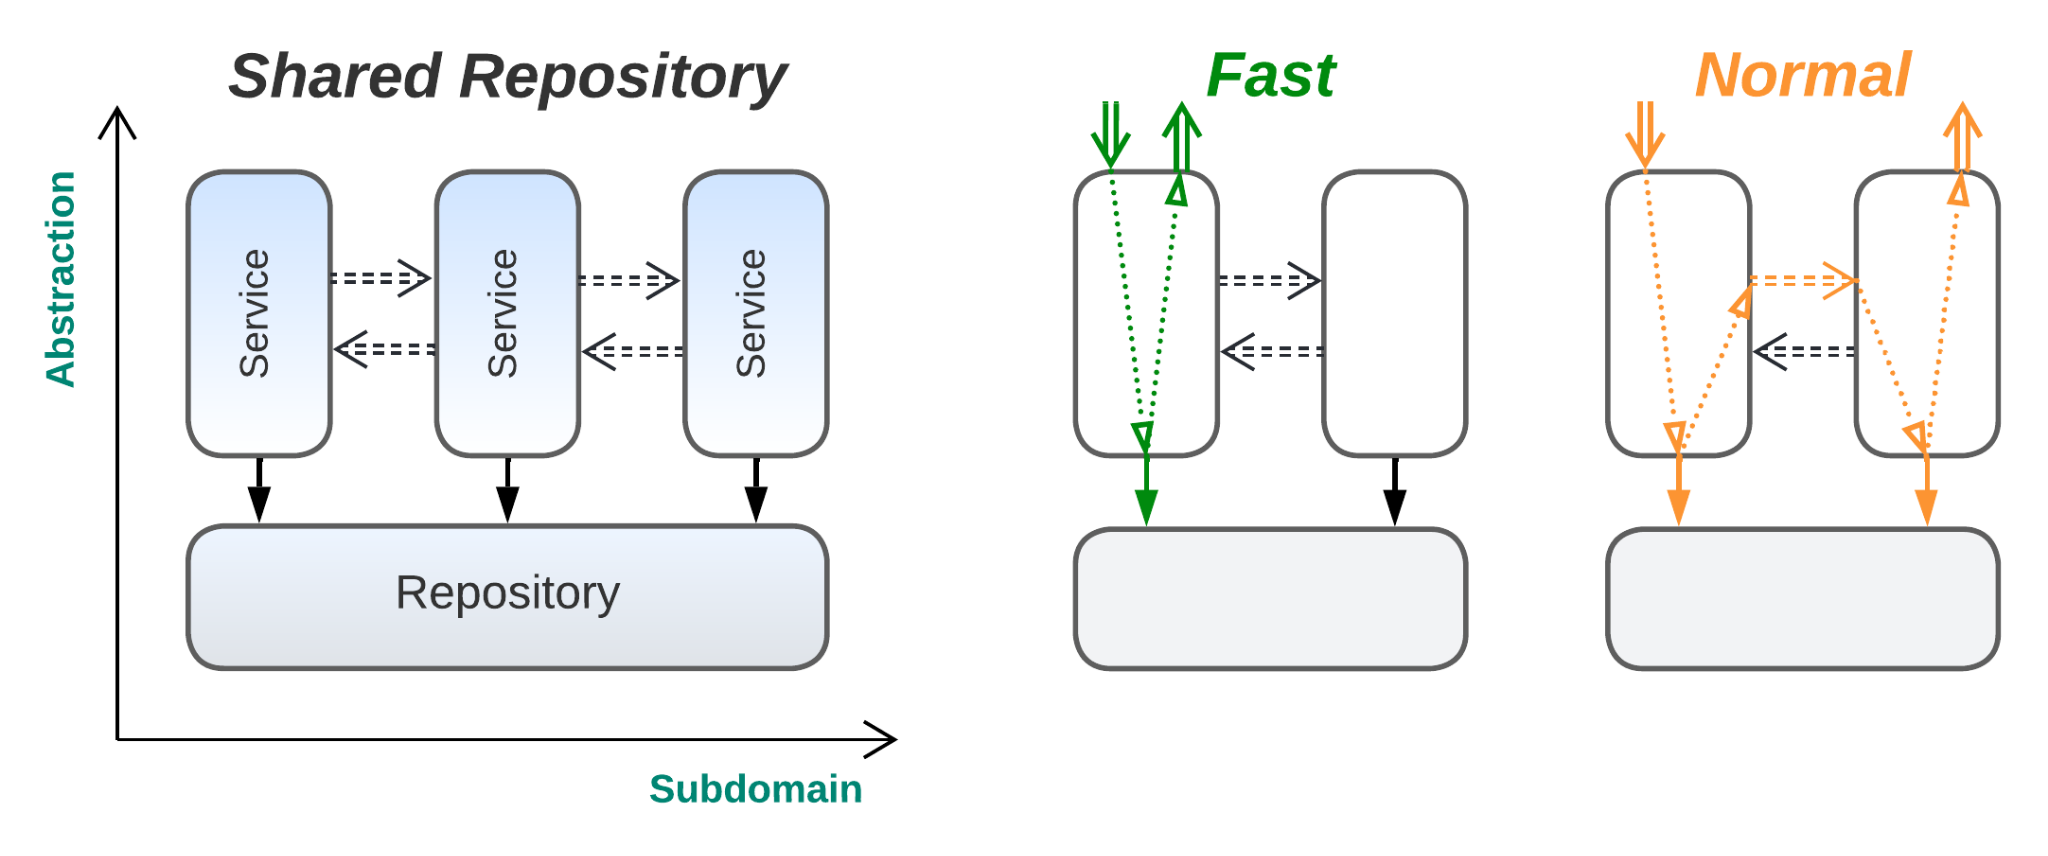 Shared Repository
Fast
Normal
Abstraction
Service
Service
Service
Repository
Subdomain